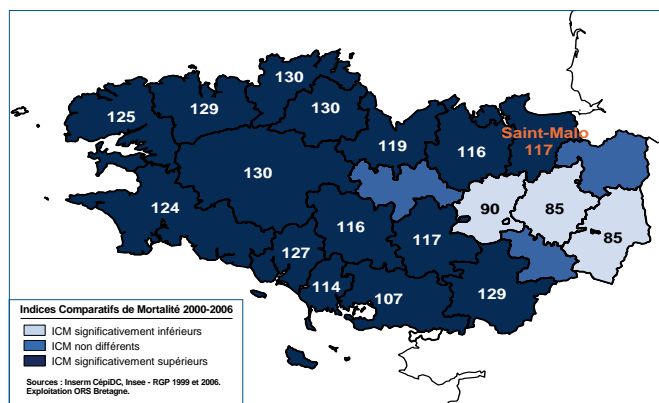 130
129
130
125
Saint-Malo
119
116
117
130
90
85
124
116
117
85
127
114
107
129
Indices Comparatifs de Mortalité 2000-2006
ICM significativement inférieurs
ICM non différents
ICM significativement supérieurs
Sources : Inserm CépiDC, Insee - RGP 1999 et 2006.
Exploitation ORS Bretagne.